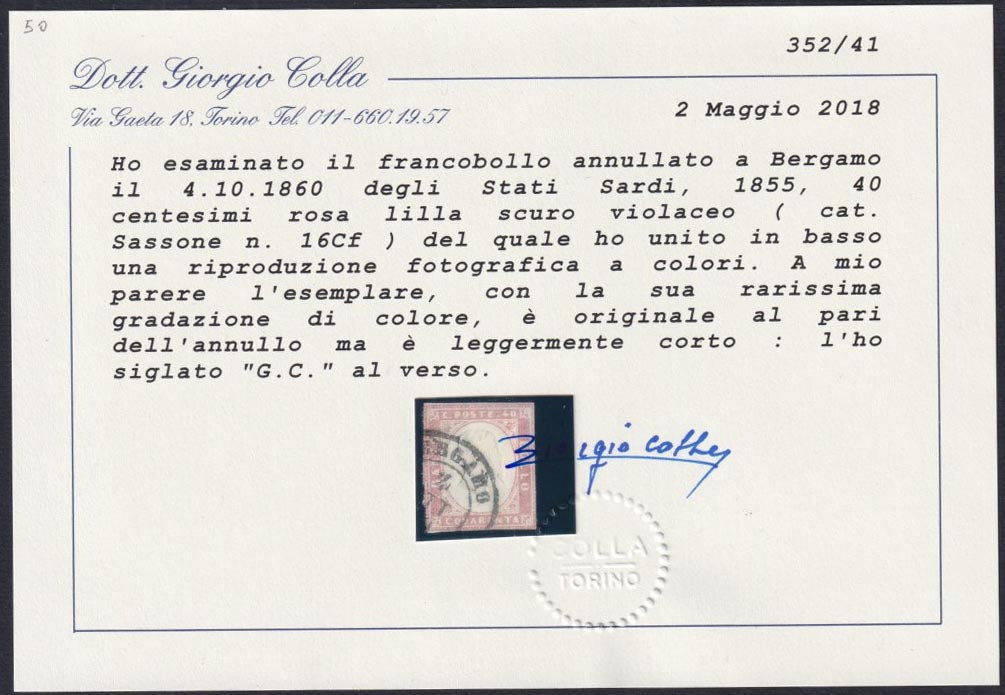 50
352/41
Dott. Giorgio Colla
Via Gaeta 18, Torino Tel. 011-660.19.57
2 Maggio 2018
Ho esaminato il francobollo annullato a Bergamo
il 4.10.1860 degli Stati Sardi, 1855, 40
centesimi rosa lilla scuro violaceo ( cat.
Sassone n. 16Cf ) del quale ho unito in basso
una riproduzione fotografica a colori. A mio
parere l'esemplare, con la sua rarissima
gradazione di colore, è originale al pari
dell'annullo ma è leggermente corto : l'ho
siglato "G.C." al verso.
C. POSTE. 40
ERGAMO
C. QUARANTA
Giorgio Colla
COLLA
TORINO